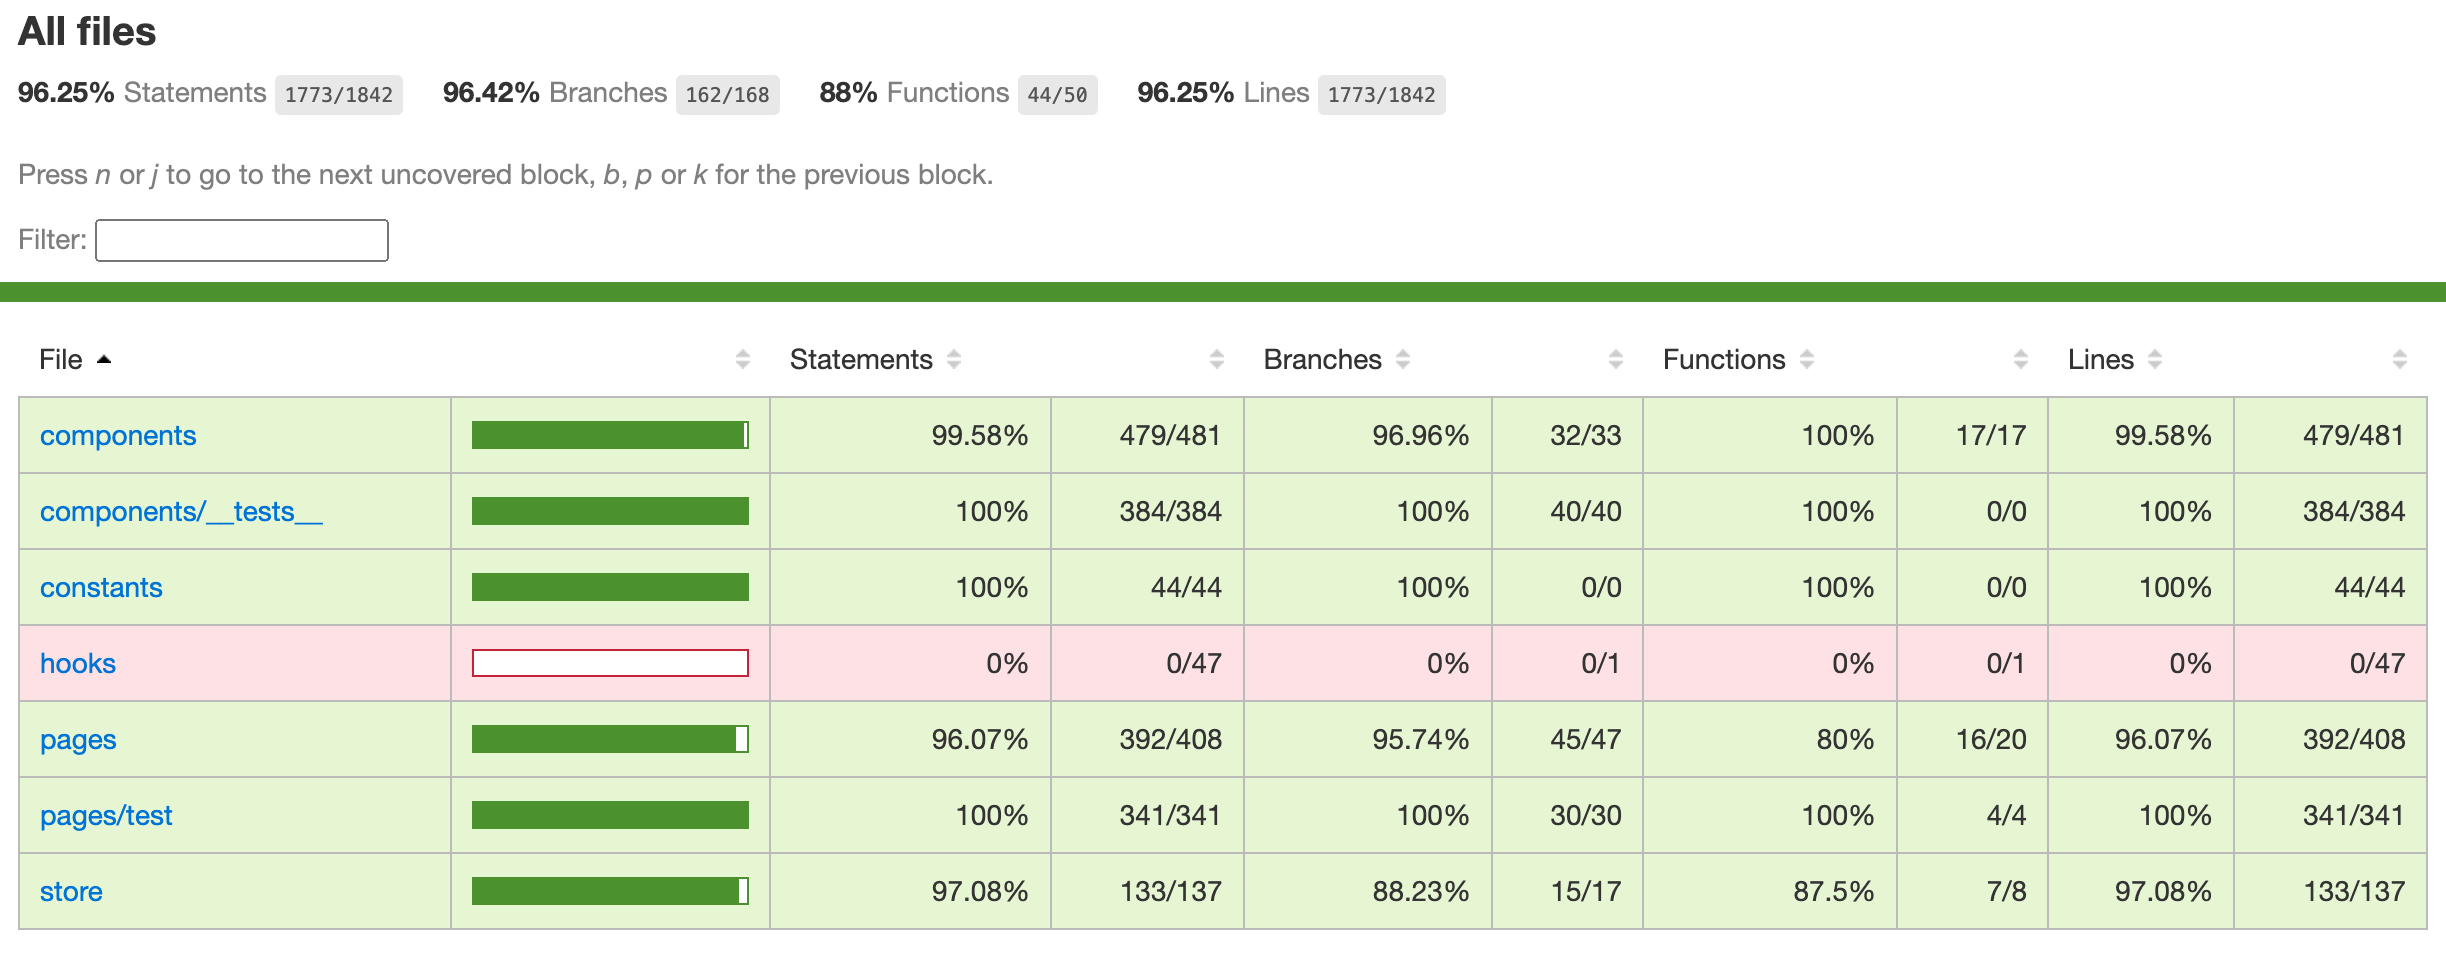 All files
96.25% Statements 1773/1842 96.42% Branches 162/168 88% Functions 44/50 96.25% Lines 1773/1842
Press n or j to go to the next uncovered block, b, p or k for the previous block.
Filter:
File Statements Branches Functions Lines
components 99.58% 479/481 96.96% 32/33 100% 17/17 99.58% 479/481
components/__tests__ 100% 384/384 100% 40/40 100% 0/0 100% 384/384
constants 100% 44/44 100% 0/0 100% 0/0 100% 44/44
hooks 0% 0/47 0% 0/1 0% 0/1 0% 0/47
pages 96.07% 392/408 95.74% 45/47 80% 16/20 96.07% 392/408
pages/test 100% 341/341 100% 30/30 100% 4/4 100% 341/341
store 97.08% 133/137 88.23% 15/17 87.5% 7/8 97.08% 133/137